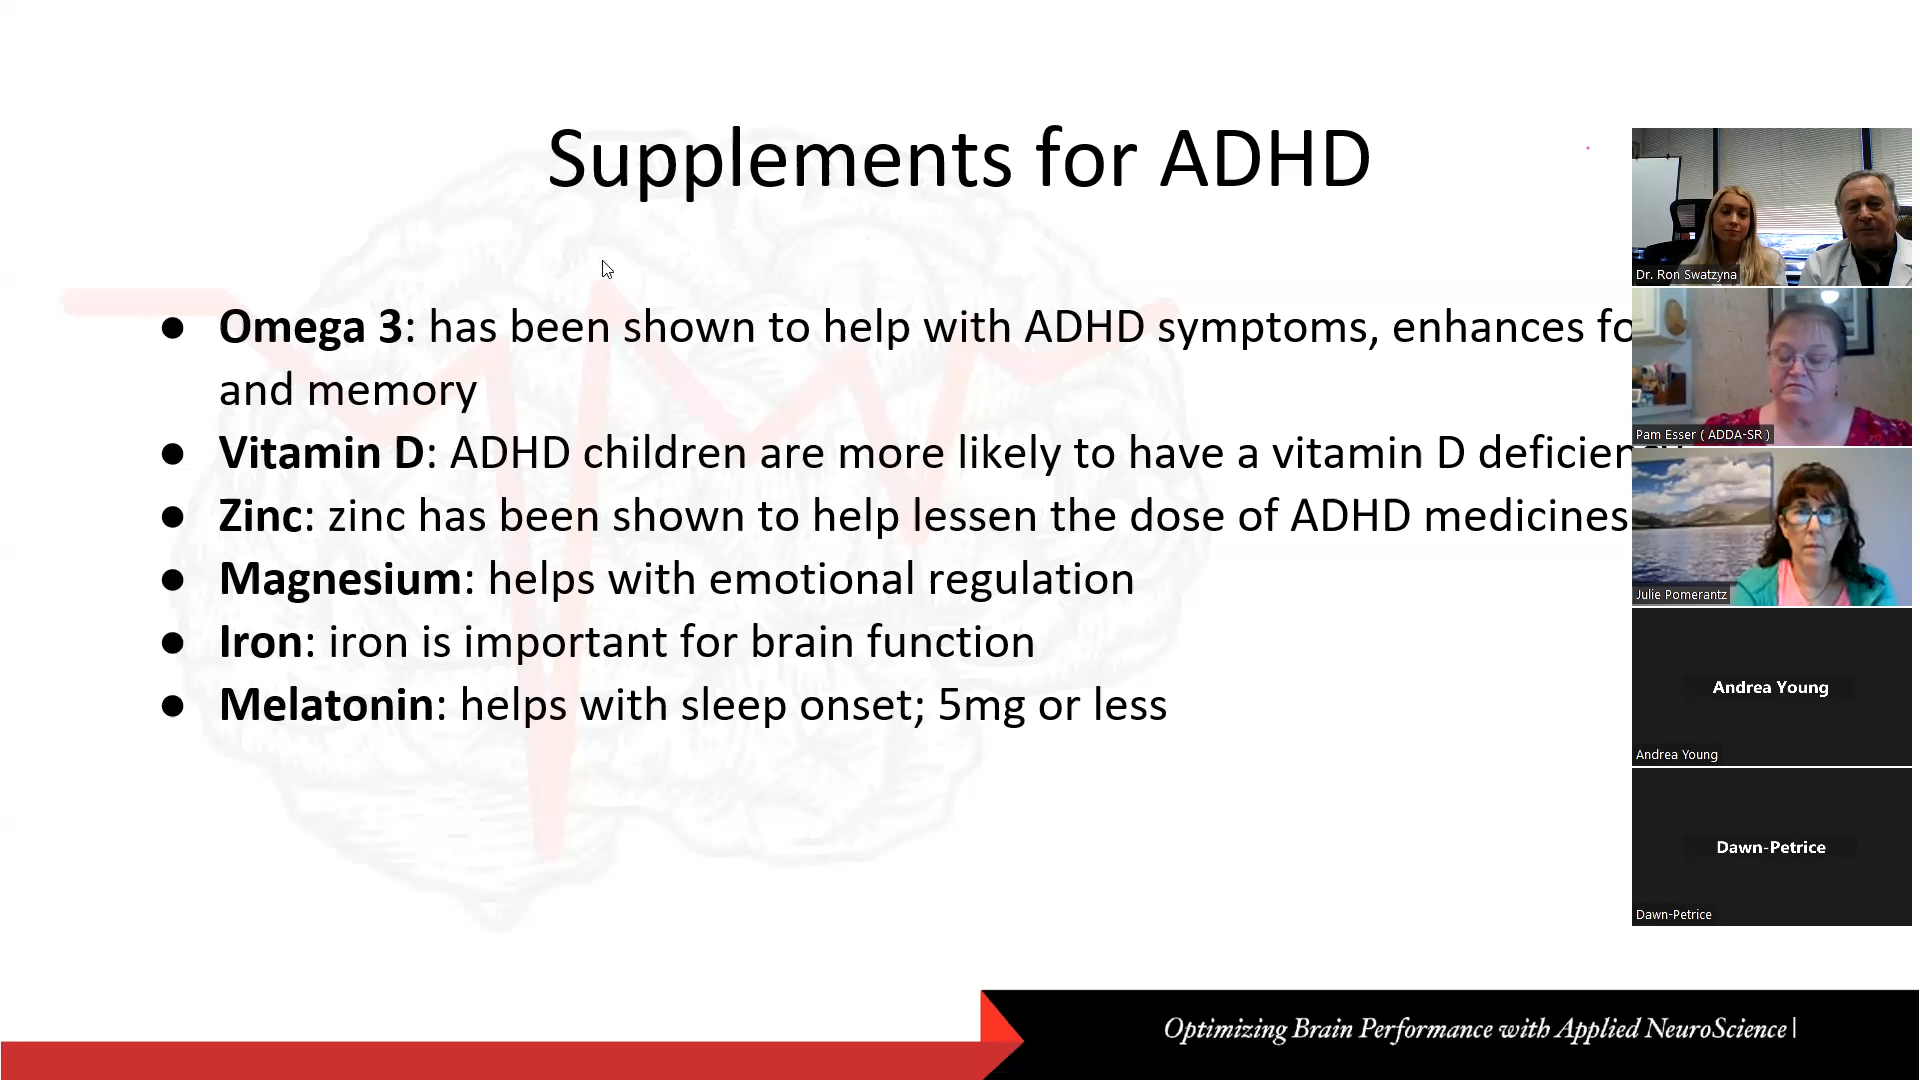 Supplements for ADHD
● Omega 3: has been shown to help with ADHD symptoms, enhances
and memory
● Vitamin D: ADHD children are more likely to have a vitamin D
● Zinc: zinc has been shown to help lessen the dose of ADHD medicines
● Magnesium: helps with emotional regulation
● Iron: iron is important for brain function
● Melatonin: helps with sleep onset; 5mg or less
Dr. Ron Swatzyna
Pam Esser ( ADDA-SR )
Julie Pomerantz
Andrea Young
Andrea Young
Dawn-Petrice
Dawn-Petrice
Optimizing Brain Performance with Applied NeuroScience |